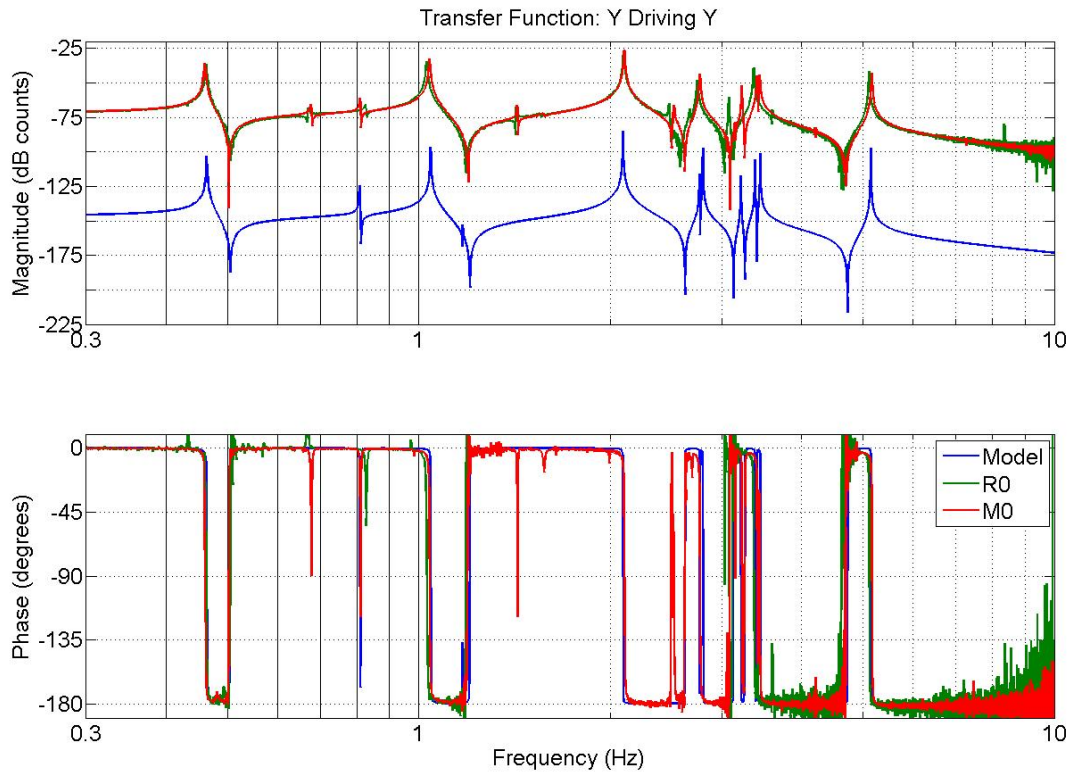 Transfer Function: Y Driving Y
Magnitude (dB counts)
-25
-75
-125
-175
-225
0.3
1
10
Phase (degrees)
0
-45
-90
-135
-180
0.3
1
10
Frequency (Hz)
Model
R0
M0